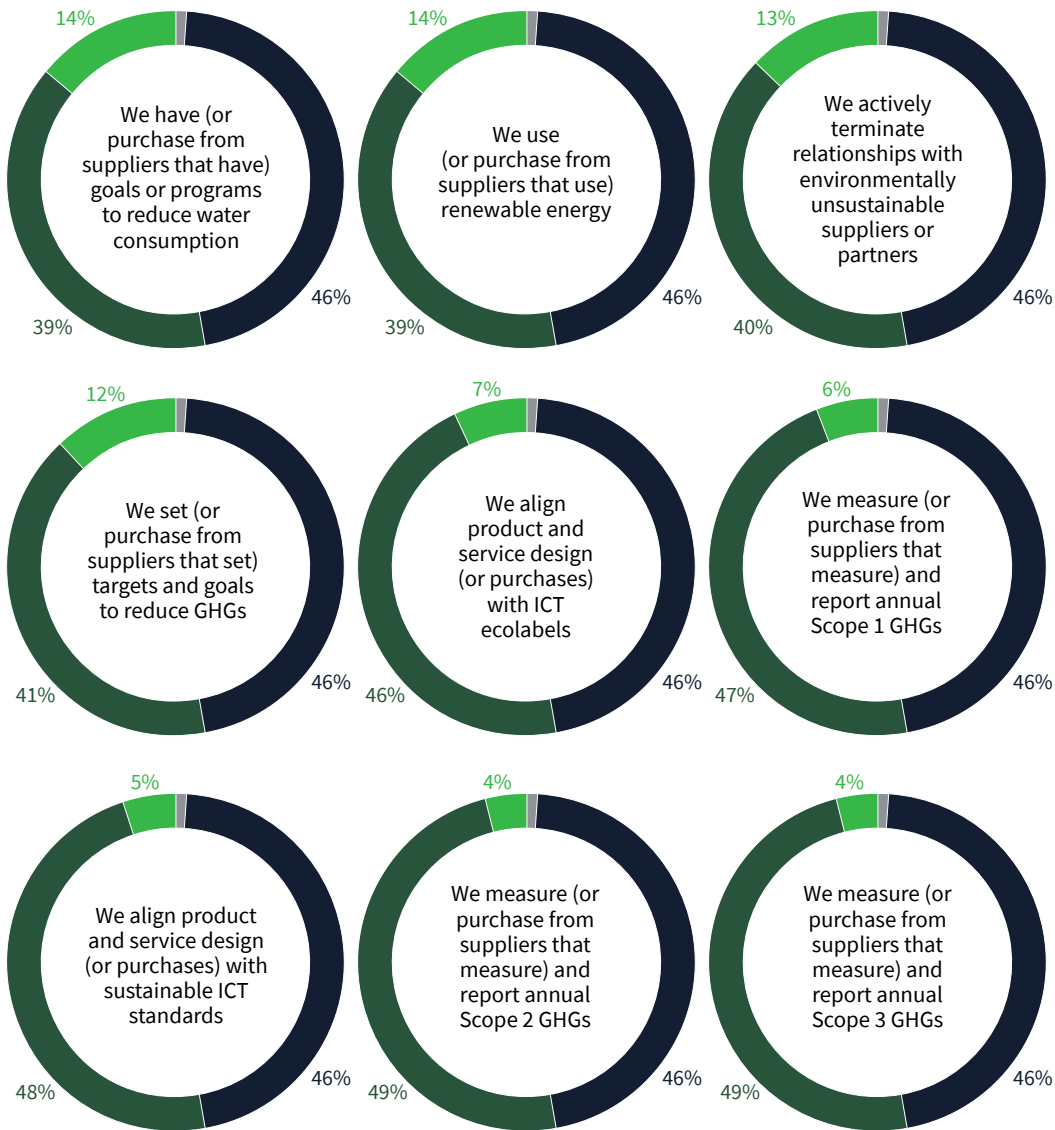 14%
We have (or
purchase from
suppliers that have)
goals or programs
to reduce water
consumption
46%
39%
14%
We use
(or purchase from
suppliers that use)
renewable energy
46%
39%
13%
We actively
terminate
relationships with
environmentally
unsustainable
suppliers or
partners
46%
40%
12%
We set (or
purchase from
suppliers that set)
targets and goals
to reduce GHGs
46%
41%
7%
We align
product and
service design
(or purchases)
with ICT
ecolabels
46%
46%
6%
We measure (or
purchase from
suppliers that
measure) and
report annual
Scope 1 GHGs
46%
47%
5%
We align product
and service design
(or purchases) with
sustainable ICT
standards
46%
48%
4%
We measure (or
purchase from
suppliers that
measure) and
report annual
Scope 2 GHGs
46%
49%
4%
We measure (or
purchase from
suppliers that
measure) and
report annual
Scope 3 GHGs
46%
49%